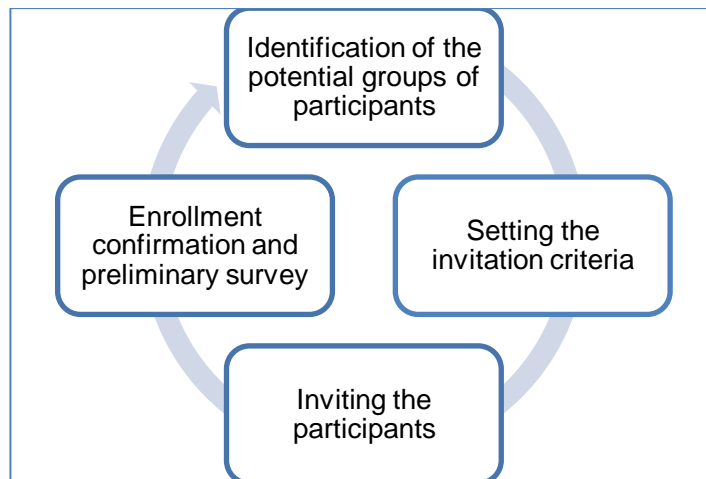 Identification of the
potential groups of
participants
Setting the
invitation criteria
Inviting the
participants
Enrollment
confirmation and
preliminary survey